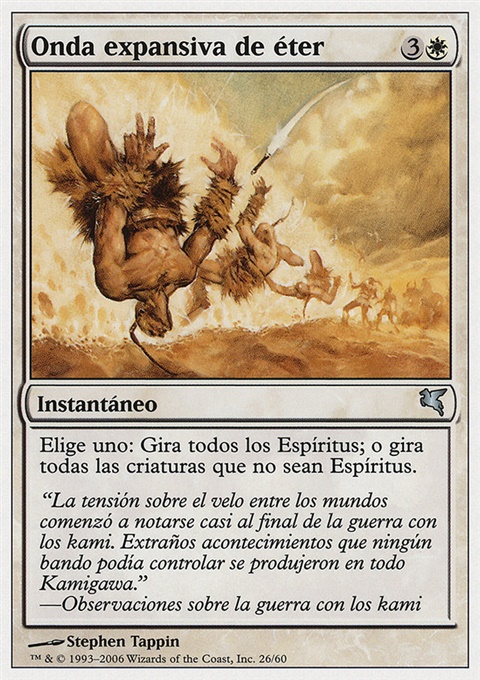 Onda expansiva de éter 3
Instantáneo
Elige uno: Gira todos los Espíritus; o gira
todas las criaturas que no sean Espíritus.
“La tensión sobre el velo entre los mundos
comenzó a notarse casi al final de la guerra con
los kami. Extraños acontecimientos que ningún
bando podía controlar se produjeron en todo
Kamigawa.”
—Observaciones sobre la guerra con los kami
Stephen Tappin
™ & © 1993–2006 Wizards of the Coast, Inc. 26/60